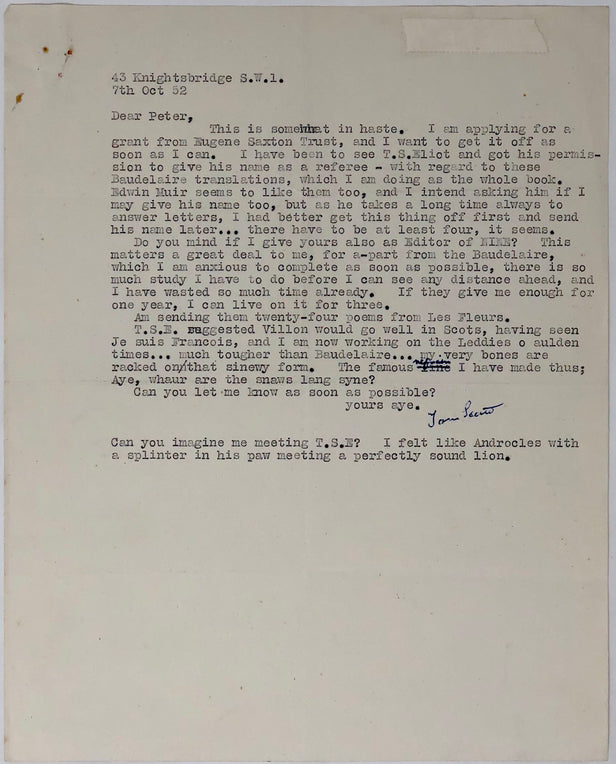 43 Knightsbridge S.W.1.
7th Oct 52
Dear Peter,
This is somewhat in haste. I am applying for a
grant from Eugene Saxton Trust, and I want to get it off as
soon as I can. I have been to see T.S.Eliot and got his permis-
sion to give his name as a referee - with regard to these
Baudelaire translations, which I am doing as the whole book.
Edwin Muir seems to like them too, and I intend asking him if I
may give his name too, but as he takes a long time always to
answer letters, I had better get this thing off first and send
his name later... there have to be at least four, it seems.
Do you mind if I give yours also as Editor of NINE? This
matters a great deal to me, for a-part from the Baudelaire,
which I am anxious to complete as soon as possible, there is so
much study I have to do before I can see any distance ahead, and
I have wasted so much time already. If they give me enough for
one year, I can live on it for three.
Am sending them twenty-four poems from Les Fleurs.
T.S.E. suggested Villon would go well in Scots, having seen
Je suis Francois, and I am now working on the Leddies o aulden
times... much tougher than Baudelaire... my very bones are
racked on/that sinewy form. The famous refrain I have made thus;
Aye, whaur are the snaws lang syne?
Can you let me know as soon as possible?
yours aye.
Tom Scott
Can you imagine me meeting T.S.E? I felt like Androcles with
a splinter in his paw meeting a perfectly sound lion.